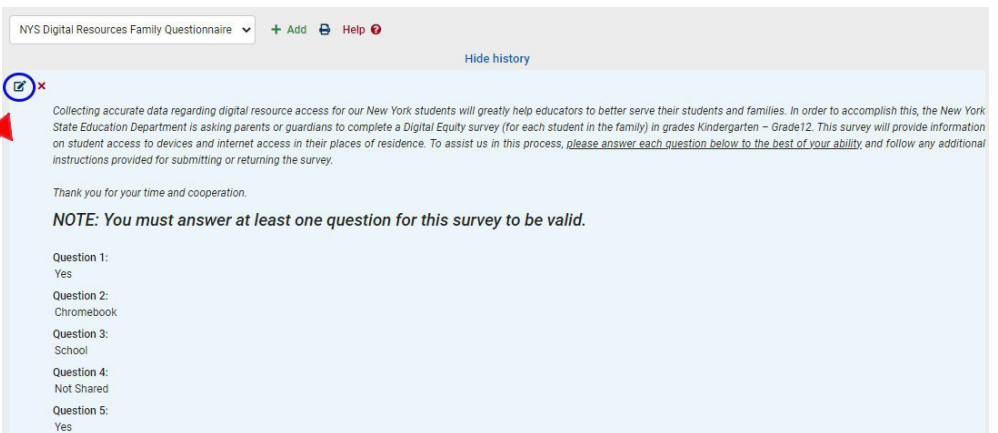 NYS Digital Resources Family Questionnaire + Add Help
Hide history
Collecting accurate data regarding digital resource access for our New York students will greatly help educators to better serve their students and families. In order to accomplish this, the New York
State Education Department is asking parents or guardians to complete a Digital Equity survey (for each student in the family) in grades Kindergarten – Grade12. This survey will provide information
on student access to devices and internet access in their places of residence. To assist us in this process, please answer each question below to the best of your ability and follow any additional
instructions provided for submitting or returning the survey.
Thank you for your time and cooperation.
NOTE: You must answer at least one question for this survey to be valid.
Question 1:
Yes
Question 2:
Chromebook
Question 3:
School
Question 4:
Not Shared
Question 5:
Yes